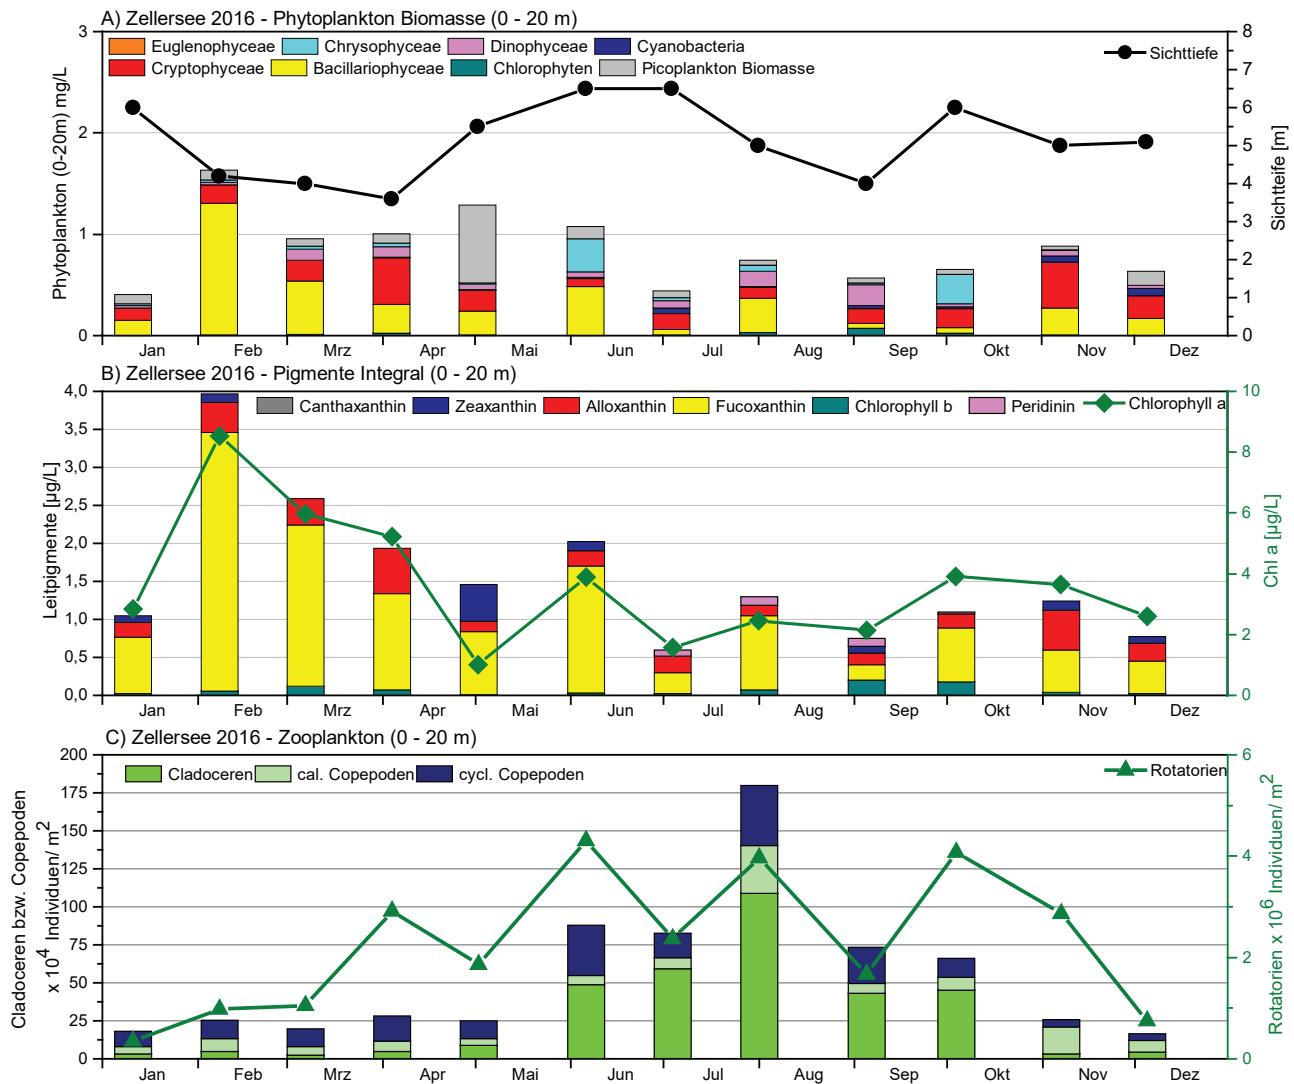 A) Zellersee 2016 - Phytoplankton Biomasse (0 - 20 m)
Euglenophyceae Chrysophyceae Dinophyceae Cyanobacteria
Cryptophyceae Bacillariophyceae Chlorophyten Picoplankton Biomasse
Sichttiefe
Phytoplankton (0-20m) mg/L
3
2
1
0
8
7
6
5
4
3
2
1
0
Sichtteife [m]
Jan Feb Mrz Apr Mai Jun Jul Aug Sep Okt Nov Dez
B) Zellersee 2016 - Pigmente Integral (0 - 20 m)
Canthaxanthin Zeaxanthin Alloxanthin Fucoxanthin Chlorophyll b Peridinin Chlorophyll a
Leitpigmente [µg/L]
4,0
3,5
3,0
2,5
2,0
1,5
1,0
0,5
0,0
10
8
6
4
2
0
Chl a [µg/L]
Jan Feb Mrz Apr Mai Jun Jul Aug Sep Okt Nov Dez
C) Zellersee 2016 - Zooplankton (0 - 20 m)
Cladoceren cal. Copepoden cycl. Copepoden
Rotatorien
Cladoceren bzw. Copepoden
x 10⁴ Individuen/ m²
200
175
150
125
100
75
50
25
0
6
4
2
0
Rotatorien x 10⁶ Individuen/ m²
Jan Feb Mrz Apr Mai Jun Jul Aug Sep Okt Nov Dez